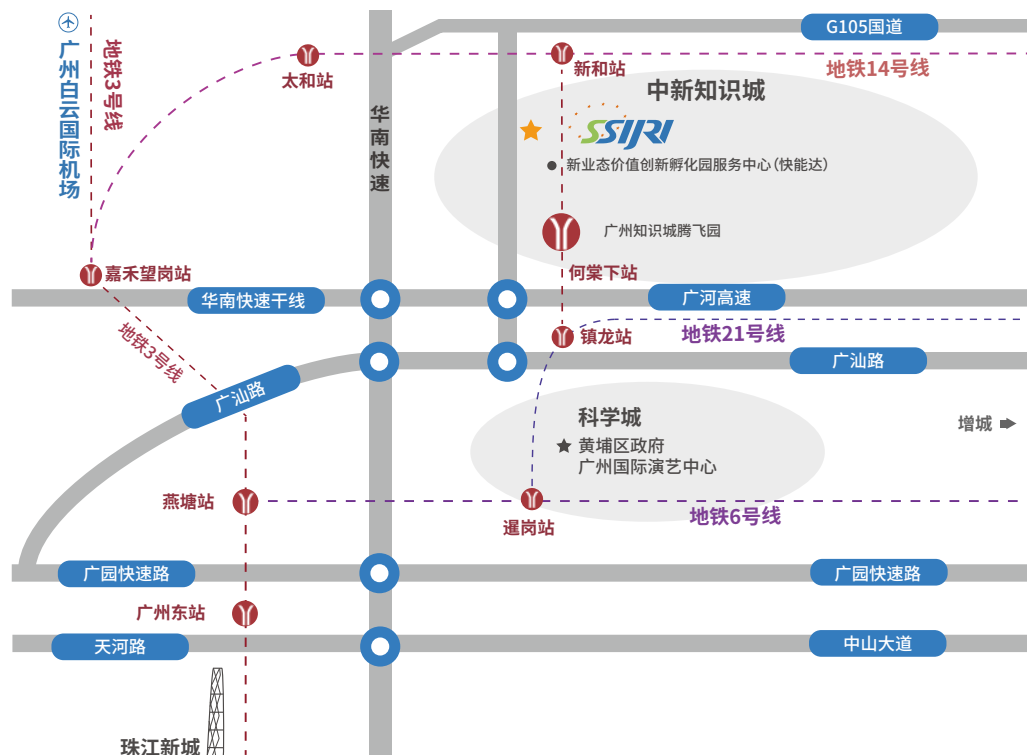 G105国道
广州白云国际机场
地铁3号线
太和站
新和站
地铁14号线
华南快速
中新知识城
SSIJRI
新业态价值创新孵化园服务中心（快能达）
广州知识城腾飞园
何棠下站
嘉禾望岗站
华南快速干线
广河高速
地铁3号线
镇龙站
地铁21号线
广汕路
广汕路
科学城
黄埔区政府
广州国际演艺中心
增城
燕塘站
暹岗站
地铁6号线
广园快速路
广园快速路
广州东站
天河路
中山大道
珠江新城